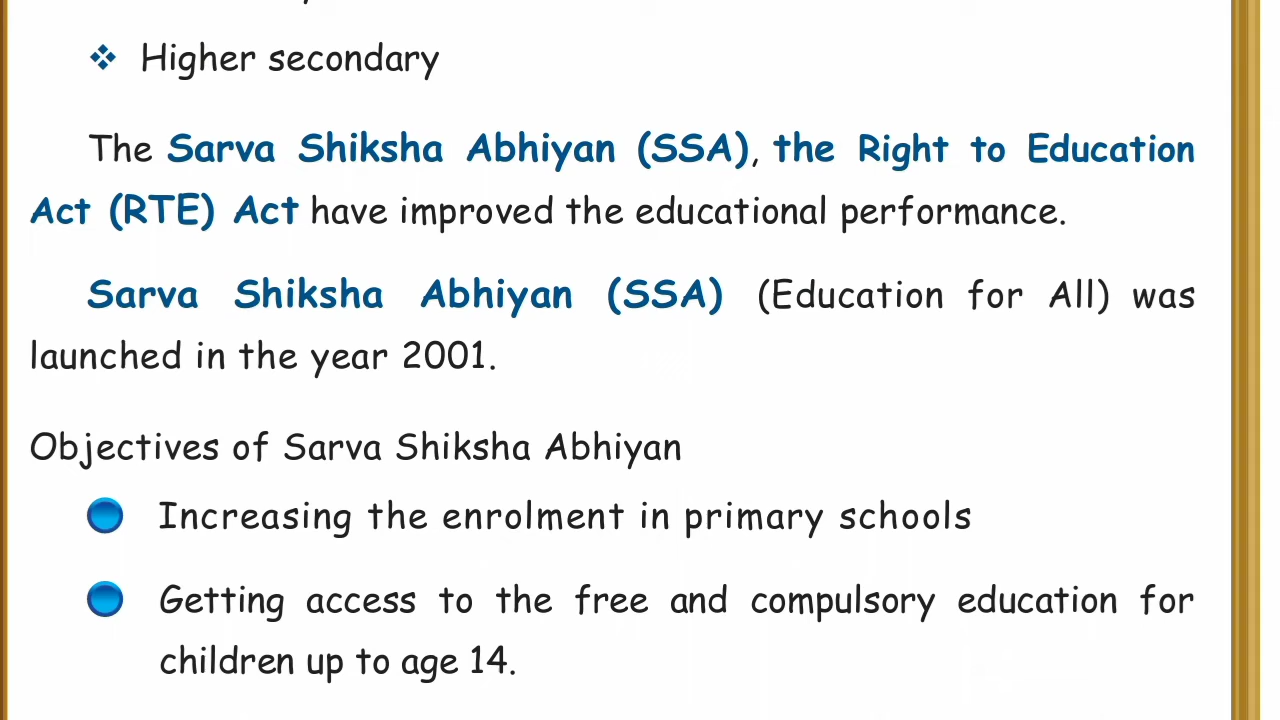 ❖ Higher secondary
The Sarva Shiksha Abhiyan (SSA), the Right to Education
Act (RTE) Act have improved the educational performance.
Sarva Shiksha Abhiyan (SSA) (Education for All) was
launched in the year 2001.
Objectives of Sarva Shiksha Abhiyan
Increasing the enrolment in primary schools
Getting access to the free and compulsory education for
children up to age 14.